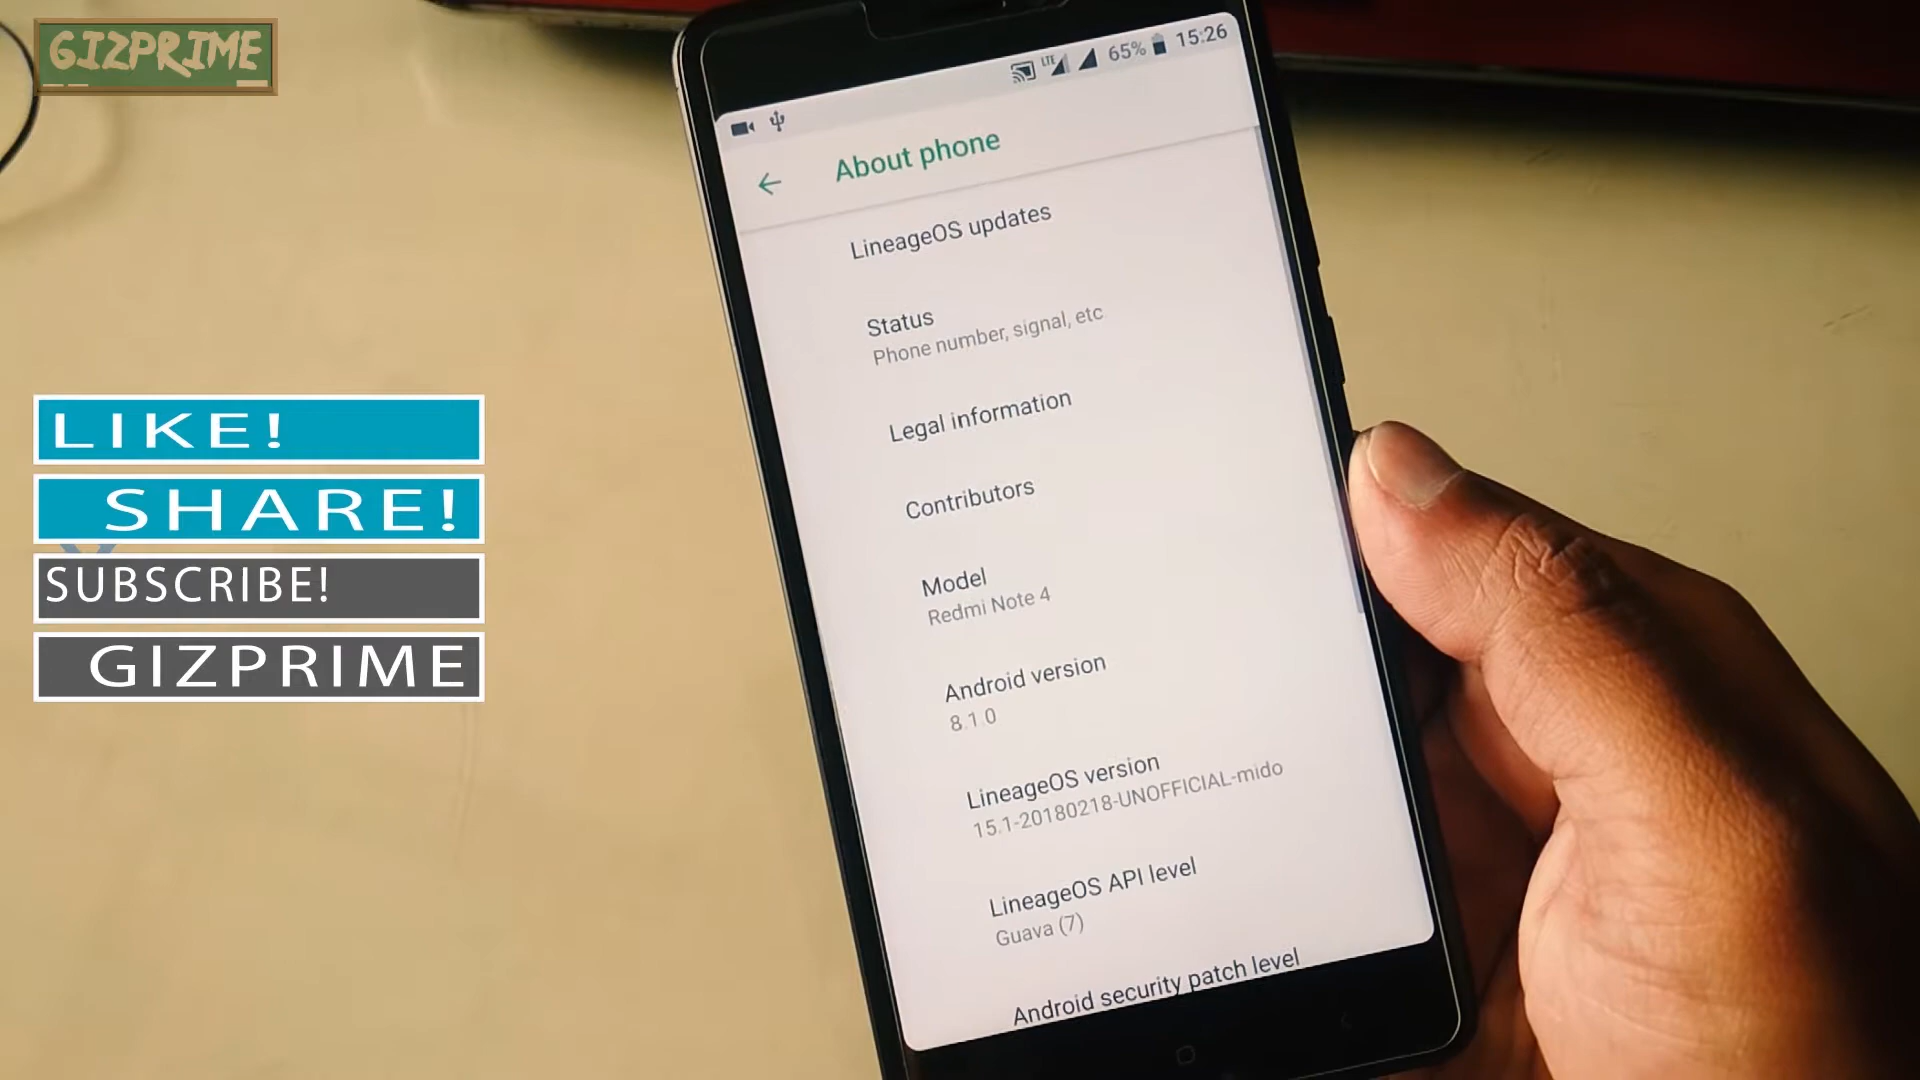 GIZPRIME
LTE 65% 15:26
About phone
LineageOS updates
Status
Phone number, signal, etc
Legal information
Contributors
Model
Redmi Note 4
Android version
8.1.0
LineageOS version
15.1-20180218-UNOFFICIAL-mido
LineageOS API level
Guava (7)
Android security patch level
LIKE!
SHARE!
SUBSCRIBE!
GIZPRIME